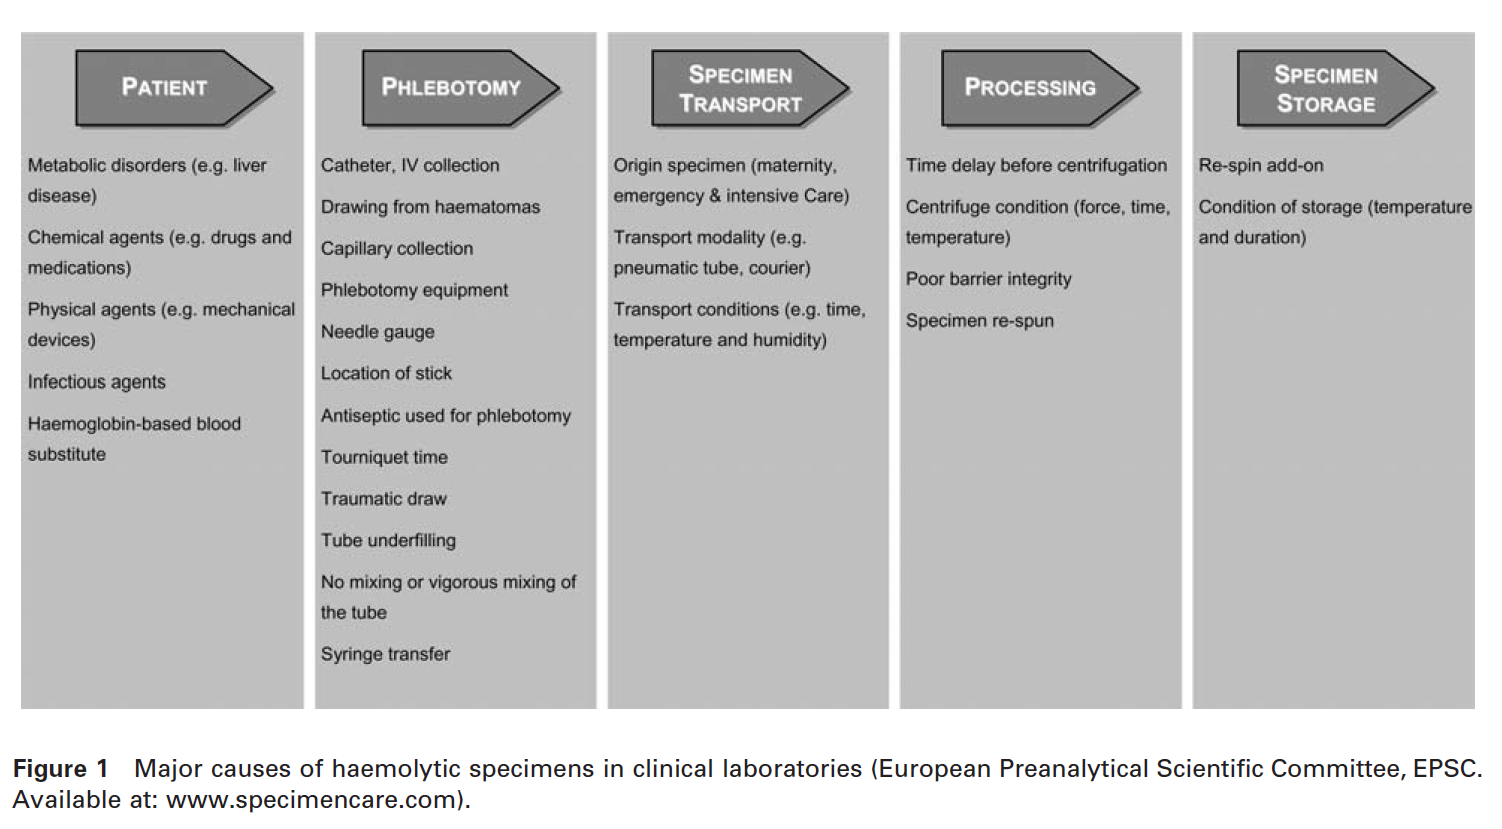 PATIENT
Metabolic disorders (e.g. liver
disease)
Chemical agents (e.g. drugs and
medications)
Physical agents (e.g. mechanical
devices)
Infectious agents
Haemoglobin-based blood
substitute
PHLEBOTOMY
Catheter, IV collection
Drawing from haematomas
Capillary collection
Phlebotomy equipment
Needle gauge
Location of stick
Antiseptic used for phlebotomy
Tourniquet time
Traumatic draw
Tube underfilling
No mixing or vigorous mixing of
the tube
Syringe transfer
SPECIMEN
TRANSPORT
Origin specimen (maternity,
emergency & intensive Care)
Transport modality (e.g.
pneumatic tube, courier)
Transport conditions (e.g. time,
temperature and humidity)
PROCESSING
Time delay before centrifugation
Centrifuge condition (force, time,
temperature)
Poor barrier integrity
Specimen re-spun
SPECIMEN
STORAGE
Re-spin add-on
Condition of storage (temperature
and duration)
Figure 1 Major causes of haemolytic specimens in clinical laboratories (European Preanalytical Scientific Committee, EPSC.
Available at: www.specimencare.com).